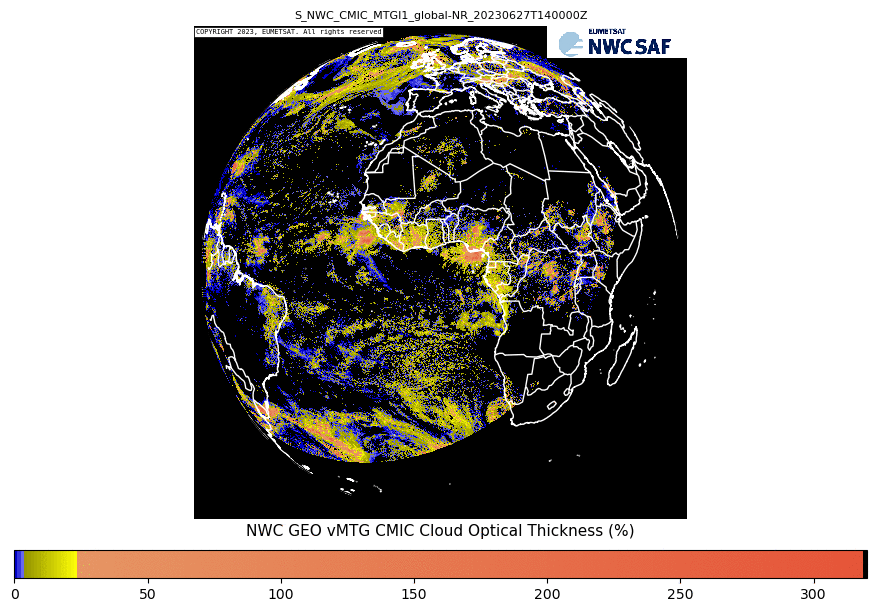 S_NWC_CMIC_MTGI1_global-NR_20230627T140000Z
COPYRIGHT 2023, EUMETSAT. All rights reserved
EUMETSAT
NWC SAF
NWC GEO vMTG CMIC Cloud Optical Thickness (%)
0 50 100 150 200 250 300